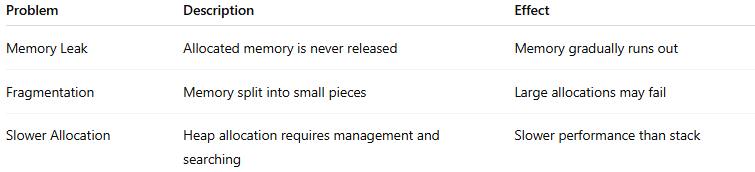 Problem Description Effect
Memory Leak Allocated memory is never released Memory gradually runs out
Fragmentation Memory split into small pieces Large allocations may fail
Slower Allocation Heap allocation requires management and Slower performance than stack
searching